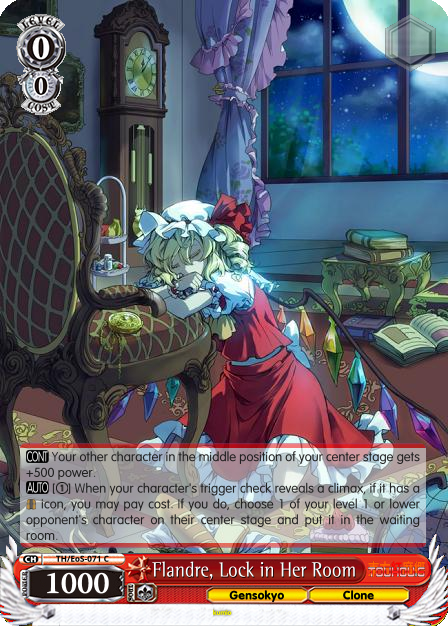 LEVEL
0
0
COST
CONT Your other character in the middle position of your center stage gets
+500 power.
AUTO [①] When your character's trigger check reveals a climax, if it has a
icon, you may pay cost. If you do, choose 1 of your level 1 or lower
opponent's character on their center stage and put it in the waiting
room.
CH TH/E05-071 C
POWER 1000 SOUL
Flandre, Lock in Her Room
Gensokyo Clone